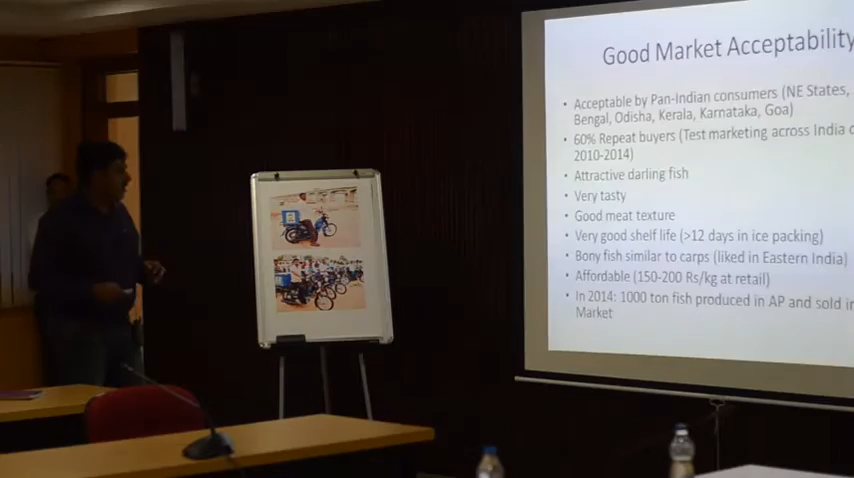 Good Market Acceptability
• Acceptable by Pan-Indian consumers (NE States,
Bengal, Odisha, Kerala, Karnataka, Goa)
• 60% Repeat buyers (Test marketing across India
2010-2014)
• Attractive darling fish
• Very tasty
• Good meat texture
• Very good shelf life (>12 days in ice packing)
• Bony fish similar to carps (liked in Eastern India)
• Affordable (150-200 Rs/kg at retail)
• In 2014: 1000 ton fish produced in AP and sold in
Market